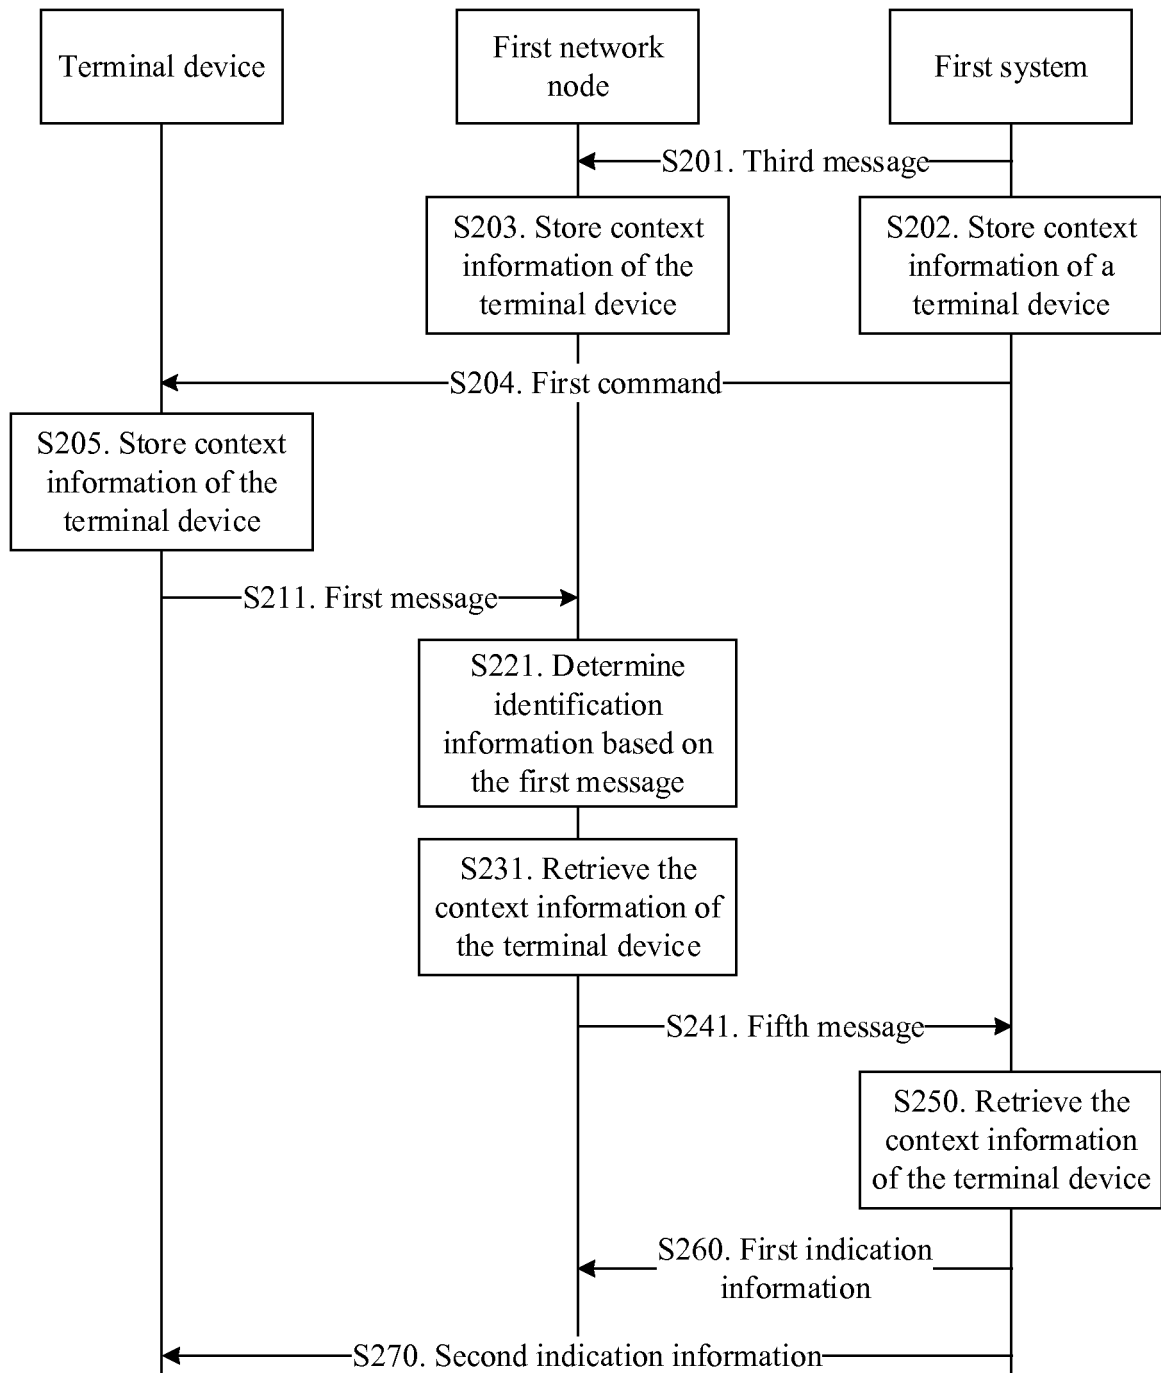 Terminal device
First network
node
First system
S201. Third message
S203. Store context
information of the
terminal device
S202. Store context
information of a
terminal device
S204. First command
S205. Store context
information of the
terminal device
S211. First message
S221. Determine
identification
information based on
the first message
S231. Retrieve the
context information of
the terminal device
S241. Fifth message
S250. Retrieve the
context information
of the terminal device
S260. First indication
information
S270. Second indication information